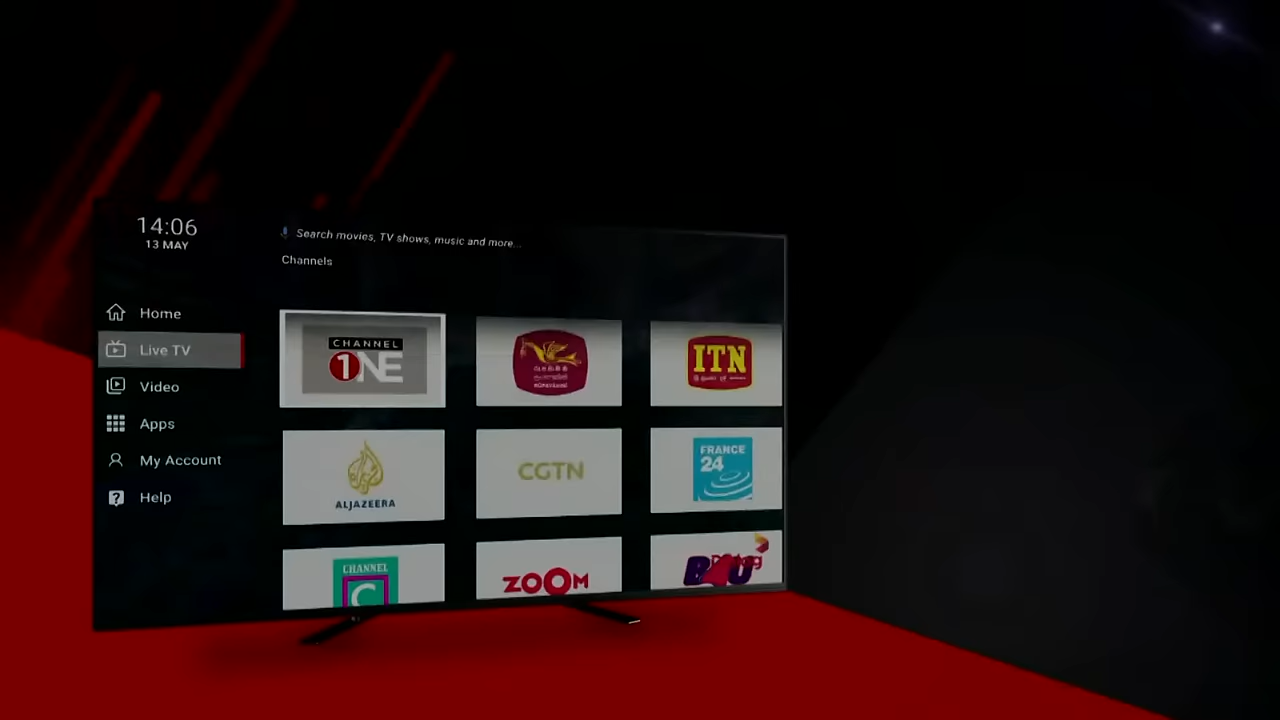 14:06
13 MAY
Search movies, TV shows, music and more...
Channels
Home
Live TV
Video
Apps
My Account
Help
CHANNEL
1NE
ITN
ALJAZEERA
CGTN
FRANCE
24
CHANNEL
C
ZOOM
B4U